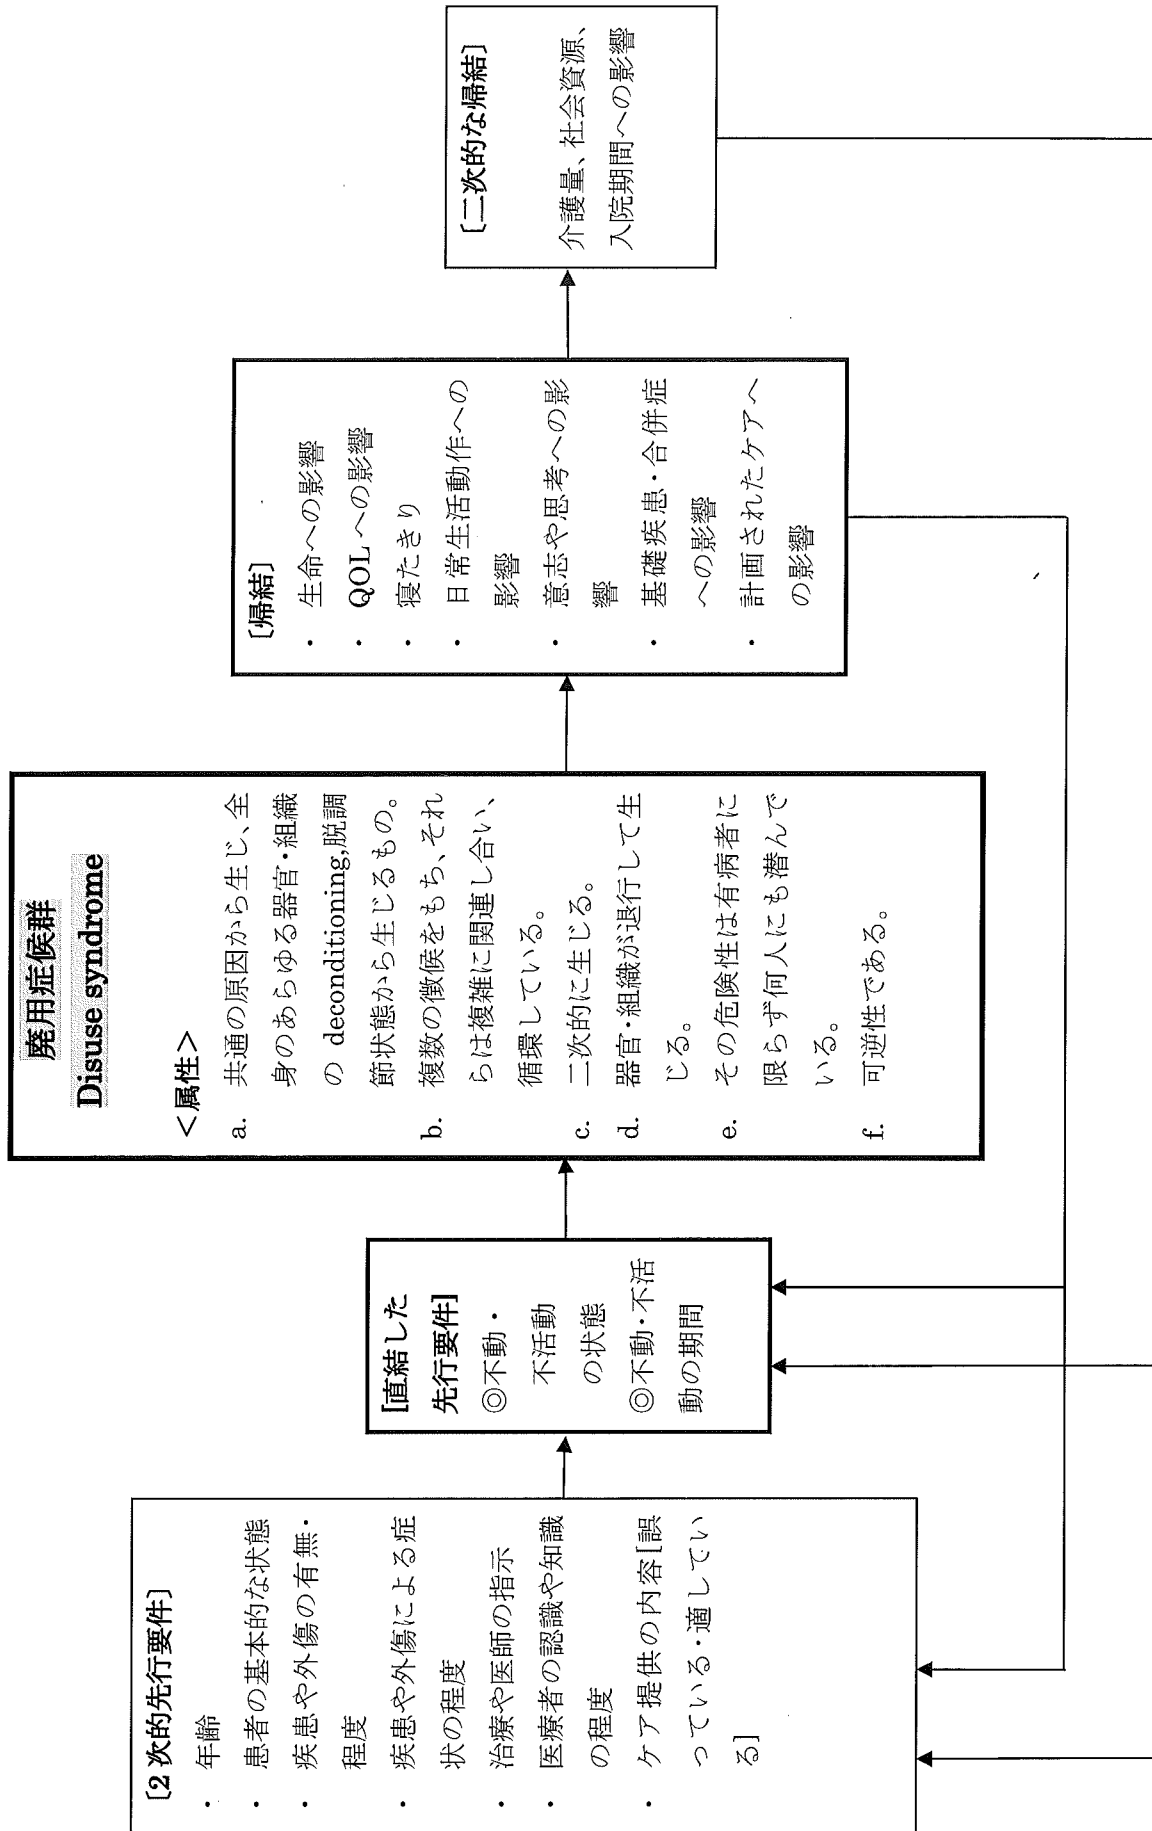 [2 次的先行要件]
・ 年齢
・ 患者の基本的な状態
・ 疾患や外傷の有無・
程度
・ 疾患や外傷による症
状の程度
・ 治療や医師の指示
・ 医療者の認識や知識
の程度
・ ケア提供の内容[誤
っている・適してい
る]
[直結した
先行要件]
◎不動・
不活動
の状態
◎不動・不活
動の期間
廃用症候群
Disuse syndrome
＜属性＞
a. 共通の原因から生じ、全
身のあらゆる器官・組織
の deconditioning,脱調
節状態から生じるもの。
b. 複数の徴候をもち、それ
らは複雑に関連し合い、
循環している。
c. 二次的に生じる。
d. 器官・組織が退行して生
じる。
e. その危険性は有病者に
限らず何人にも潜んで
いる。
f. 可逆性である。
[帰結]
・ 生命への影響
・ QOL への影響
・ 寝たきり
・ 日常生活動作への
影響
・ 意志や思考への影
響
・ 基礎疾患・合併症
への影響
・ 計画されたケアへ
の影響
[二次的な帰結]
介護量、社会資源、
入院期間への影響